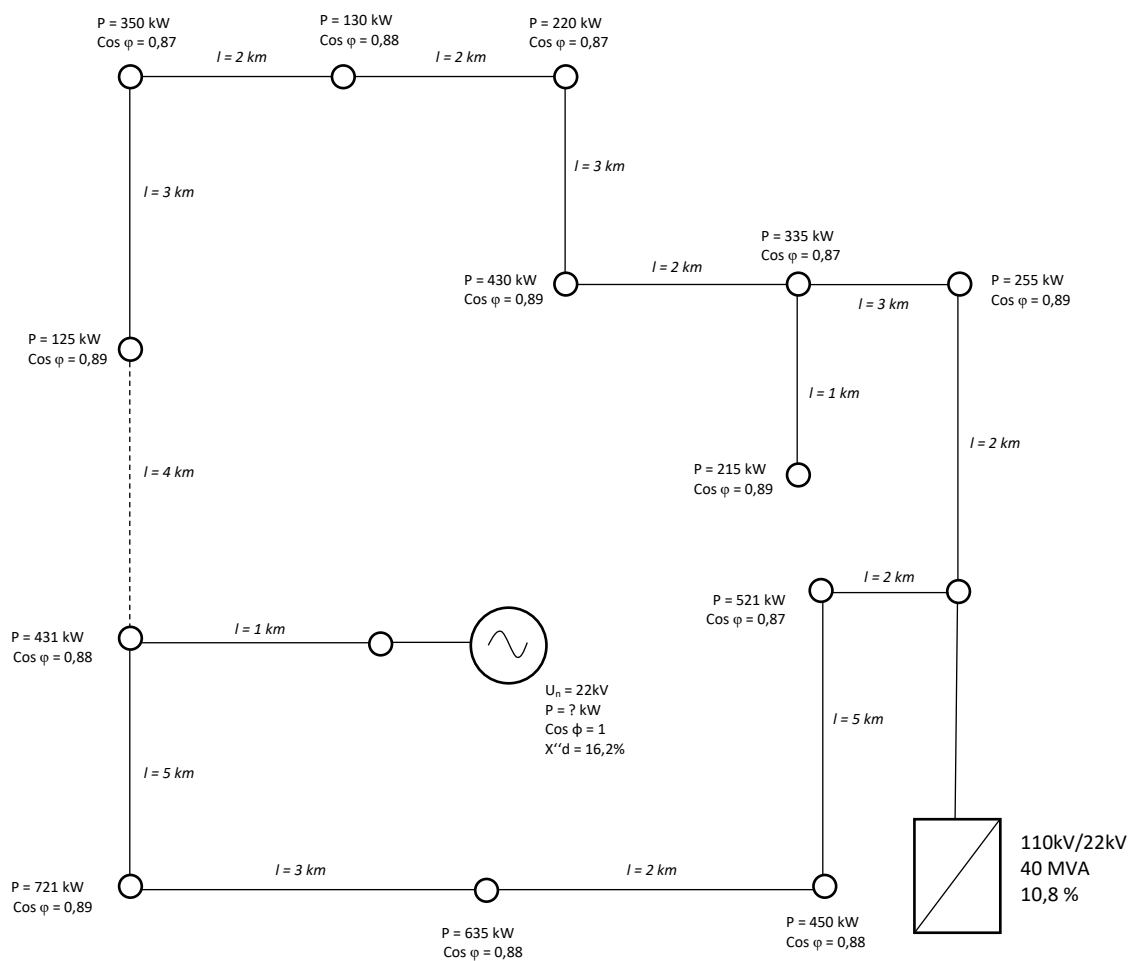 P = 350 kW
Cos φ = 0,87
l = 2 km
P = 130 kW
Cos φ = 0,88
l = 2 km
P = 220 kW
Cos φ = 0,87
l = 3 km
l = 3 km
P = 430 kW
Cos φ = 0,89
l = 2 km
P = 335 kW
Cos φ = 0,87
l = 3 km
P = 255 kW
Cos φ = 0,89
P = 125 kW
Cos φ = 0,89
l = 1 km
l = 2 km
l = 4 km
P = 215 kW
Cos φ = 0,89
P = 521 kW
Cos φ = 0,87
l = 2 km
P = 431 kW
Cos φ = 0,88
l = 1 km
Uₙ = 22kV
P = ? kW
Cos ϕ = 1
X‘‘d = 16,2%
l = 5 km
l = 5 km
110kV/22kV
40 MVA
10,8 %
P = 721 kW
Cos φ = 0,89
l = 3 km
P = 635 kW
Cos φ = 0,88
l = 2 km
P = 450 kW
Cos φ = 0,88